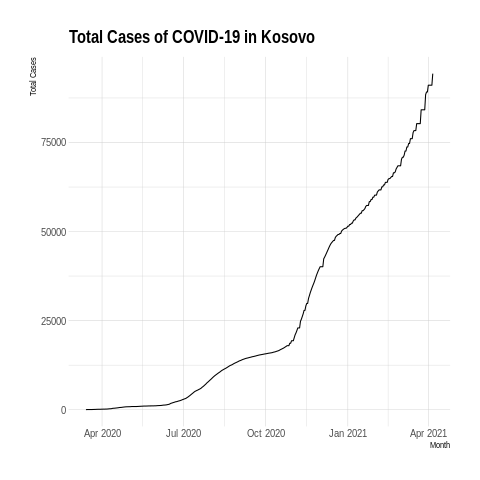 Total Cases of COVID-19 in Kosovo
Total Cases
75000
50000
25000
0
Apr 2020 Jul 2020 Oct 2020 Jan 2021 Apr 2021
Month